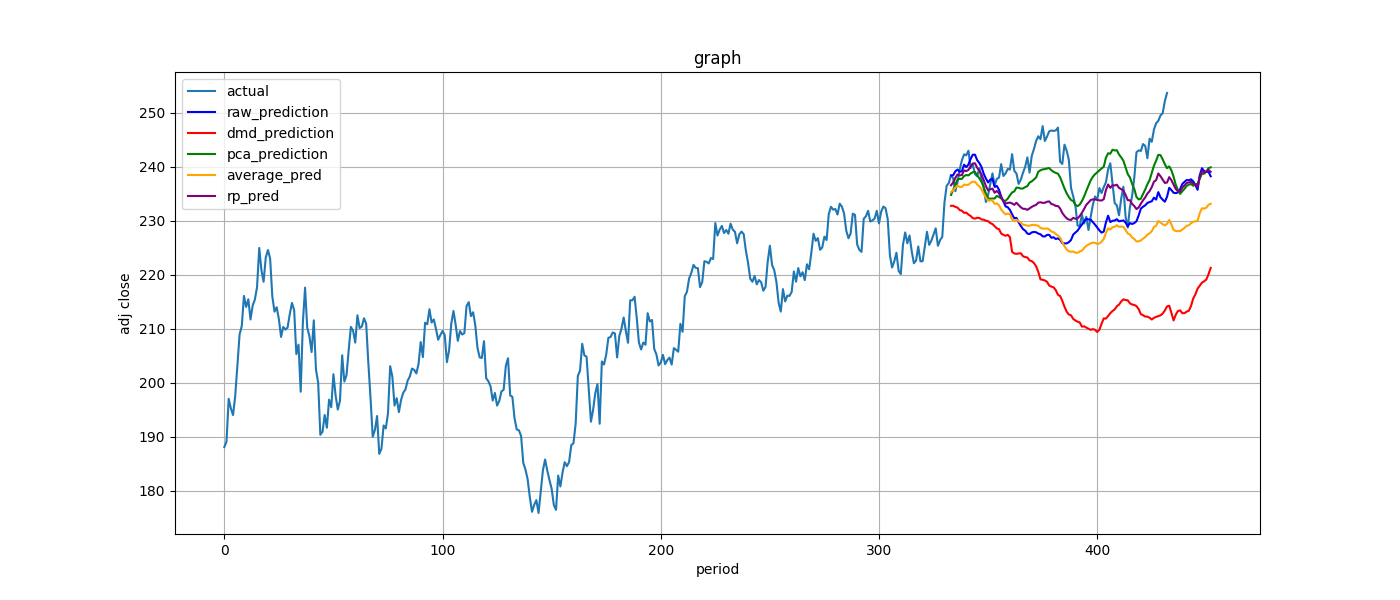 graph
actual
raw_prediction
dmd_prediction
pca_prediction
average_pred
rp_pred
250
240
230
220
210
200
190
180
adj close
0 100 200 300 400
period